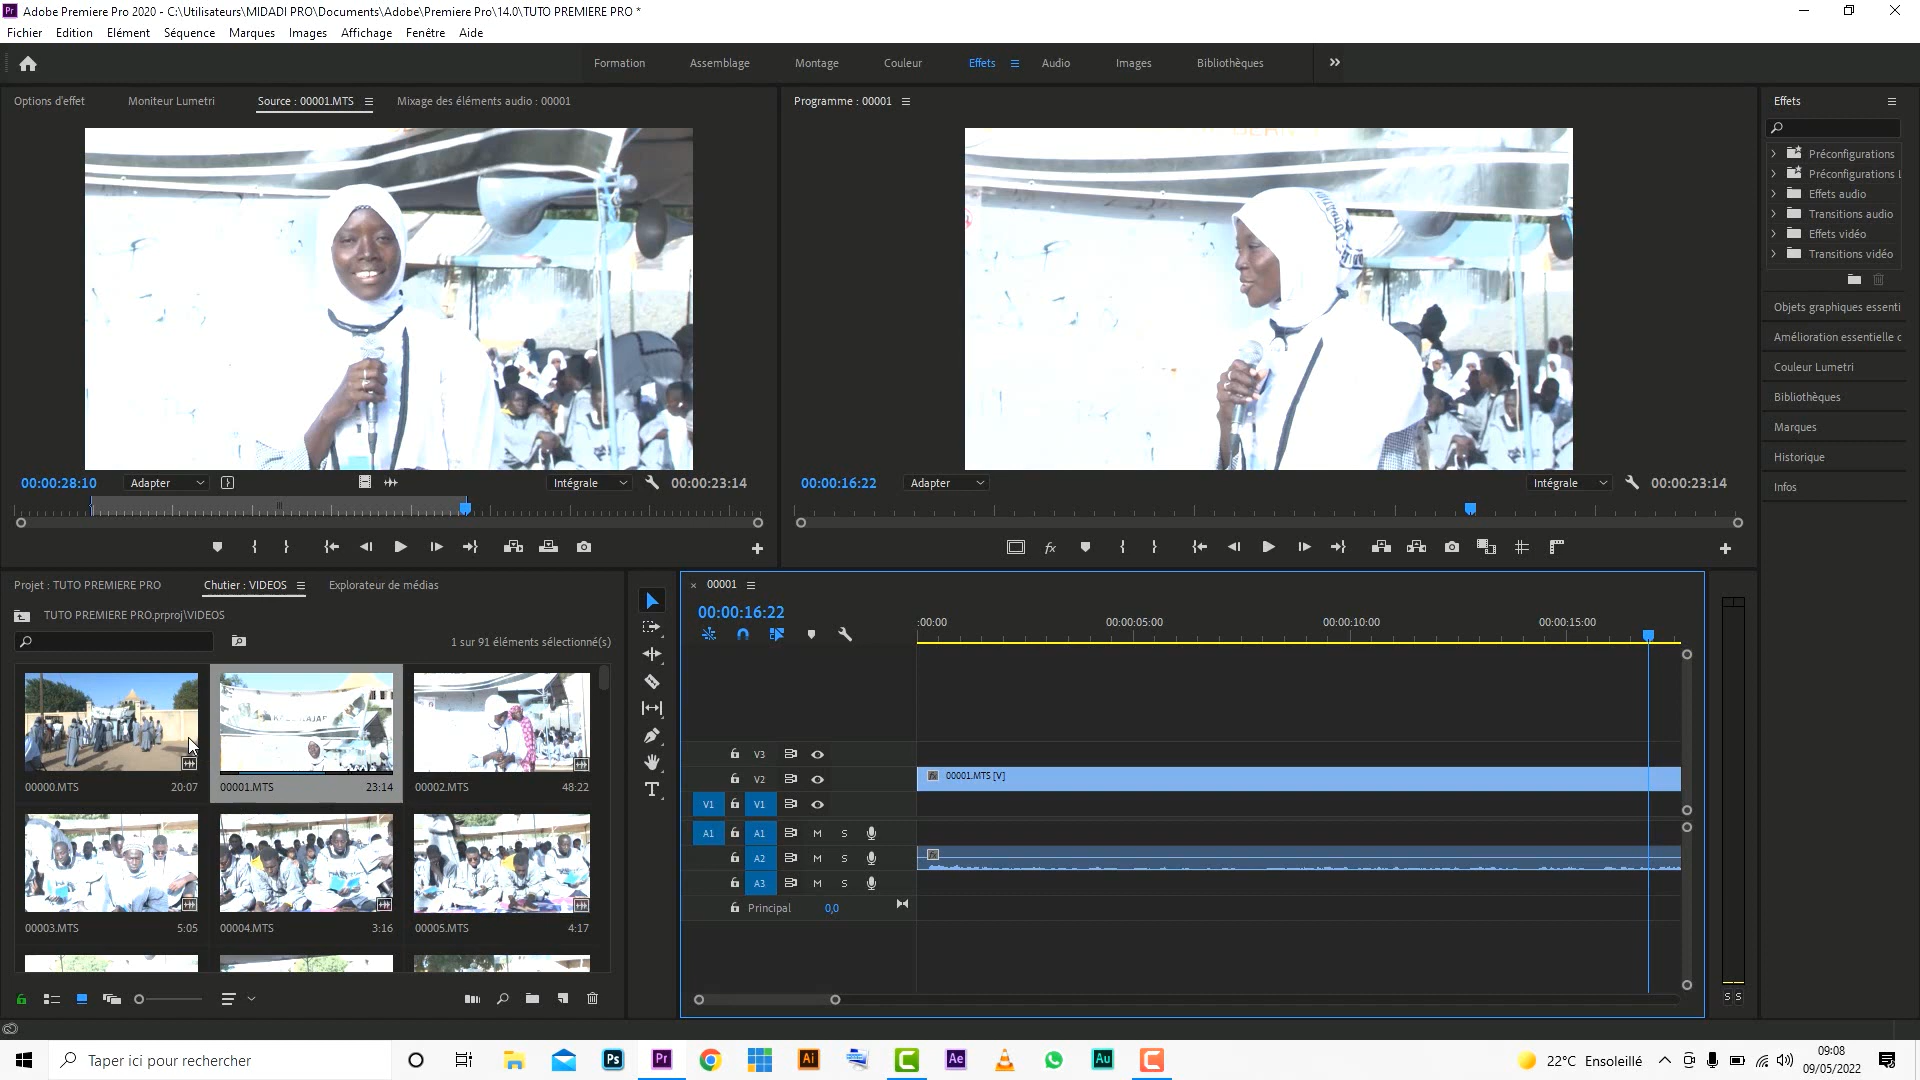 Adobe Premiere Pro 2020 - C:\Utilisateurs\MIDADI PRO\Documents\Adobe\Premiere Pro\14.0\TUTO PREMIERE PRO *
Fichier Edition Elément Séquence Marques Images Affichage Fenêtre Aide
Formation Assemblage Montage Couleur Effets Audio Images Bibliothèques
Options d'effet Moniteur Lumetri Source : 00001.MTS Mixage des éléments audio : 00001
00:00:28:10 Adapter Intégrale 00:00:23:14
Programme : 00001
00:00:16:22 Adapter Intégrale 00:00:23:14
Effets
Préconfigurations
Préconfigurations L
Effets audio
Transitions audio
Effets vidéo
Transitions vidéo
Objets graphiques essenti
Amélioration essentielle c
Couleur Lumetri
Bibliothèques
Marques
Historique
Infos
Projet : TUTO PREMIERE PRO Chutier : VIDEOS Explorateur de médias
TUTO PREMIERE PRO.prproj\VIDEOS
1 sur 91 éléments sélectionné(s)
00000.MTS 20:07 00001.MTS 23:14 00002.MTS 48:22
00003.MTS 5:05 00004.MTS 3:16 00005.MTS 4:17
× 00001
00:00:16:22
:00:00 00:00:05:00 00:00:10:00 00:00:15:00
V3
V2 fx 00001.MTS [V]
V1 V1
A1 A1 M S
A2 M S
A3 M S
Principal 0,0
S S
Taper ici pour rechercher
Ps Pr Ai Ae Au
22°C Ensoleillé
09:08
09/05/2022